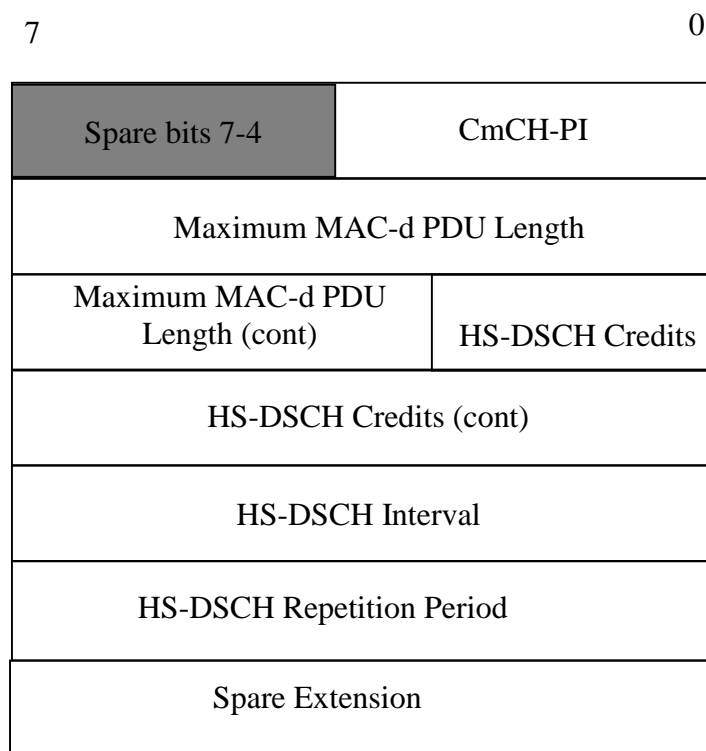 7 0
Spare bits 7-4 CmCH-PI
Maximum MAC-d PDU Length
Maximum MAC-d PDU
Length (cont) HS-DSCH Credits
HS-DSCH Credits (cont)
HS-DSCH Interval
HS-DSCH Repetition Period
Spare Extension